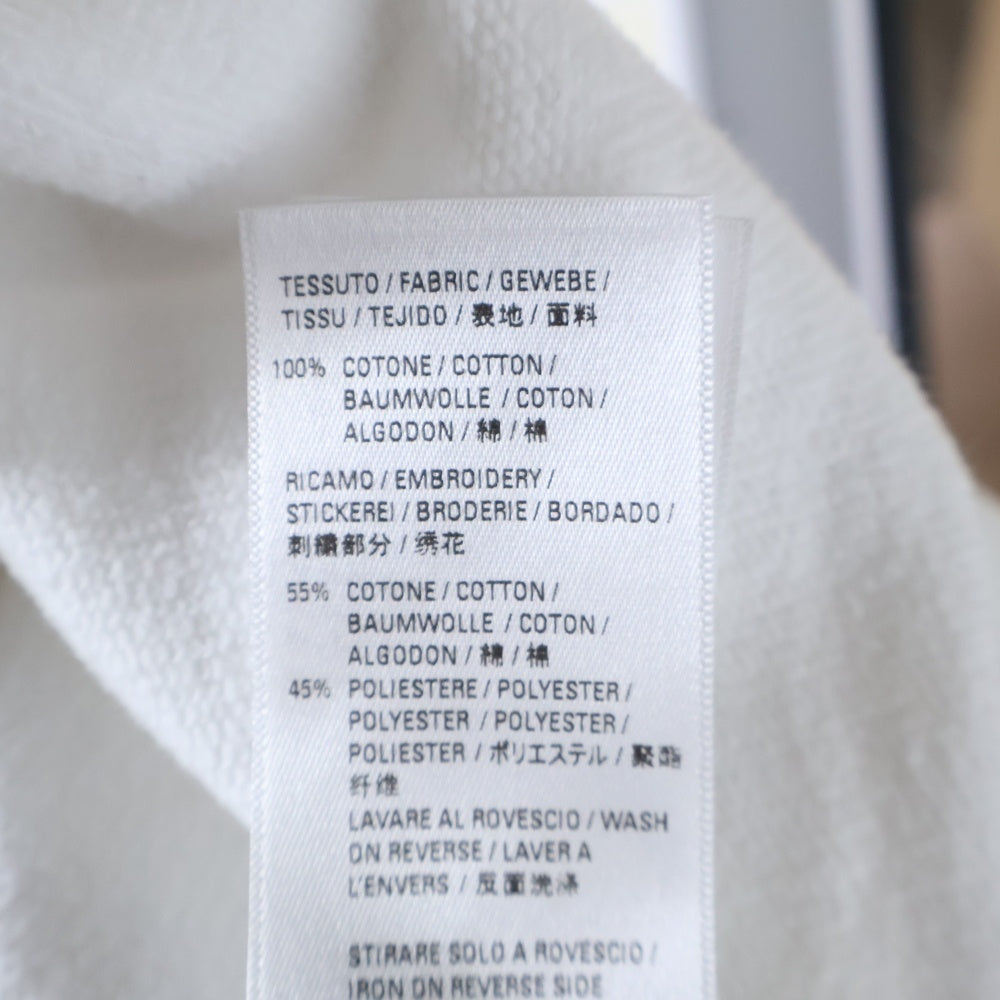 TESSUTO / FABRIC / GEWEBE /
TISSU / TEJIDO / 表地 / 面料
100% COTONE / COTTON /
BAUMWOLLE / COTON /
ALGODON / 綿 / 棉
RICAMO / EMBROIDERY /
STICKEREI / BRODERIE / BORDADO /
刺繍部分 / 绣花
55% COTONE / COTTON /
BAUMWOLLE / COTON /
ALGODON / 綿 / 棉
45% POLIESTERE / POLYESTER /
POLYESTER / POLYESTER /
POLIESTER / ポリエステル / 聚酯
纤维
LAVARE AL ROVESCIO / WASH
ON REVERSE / LAVER A
L'ENVERS / 反面洗涤
STIRARE SOLO A ROVESCIO /
IRON ON REVERSE SIDE